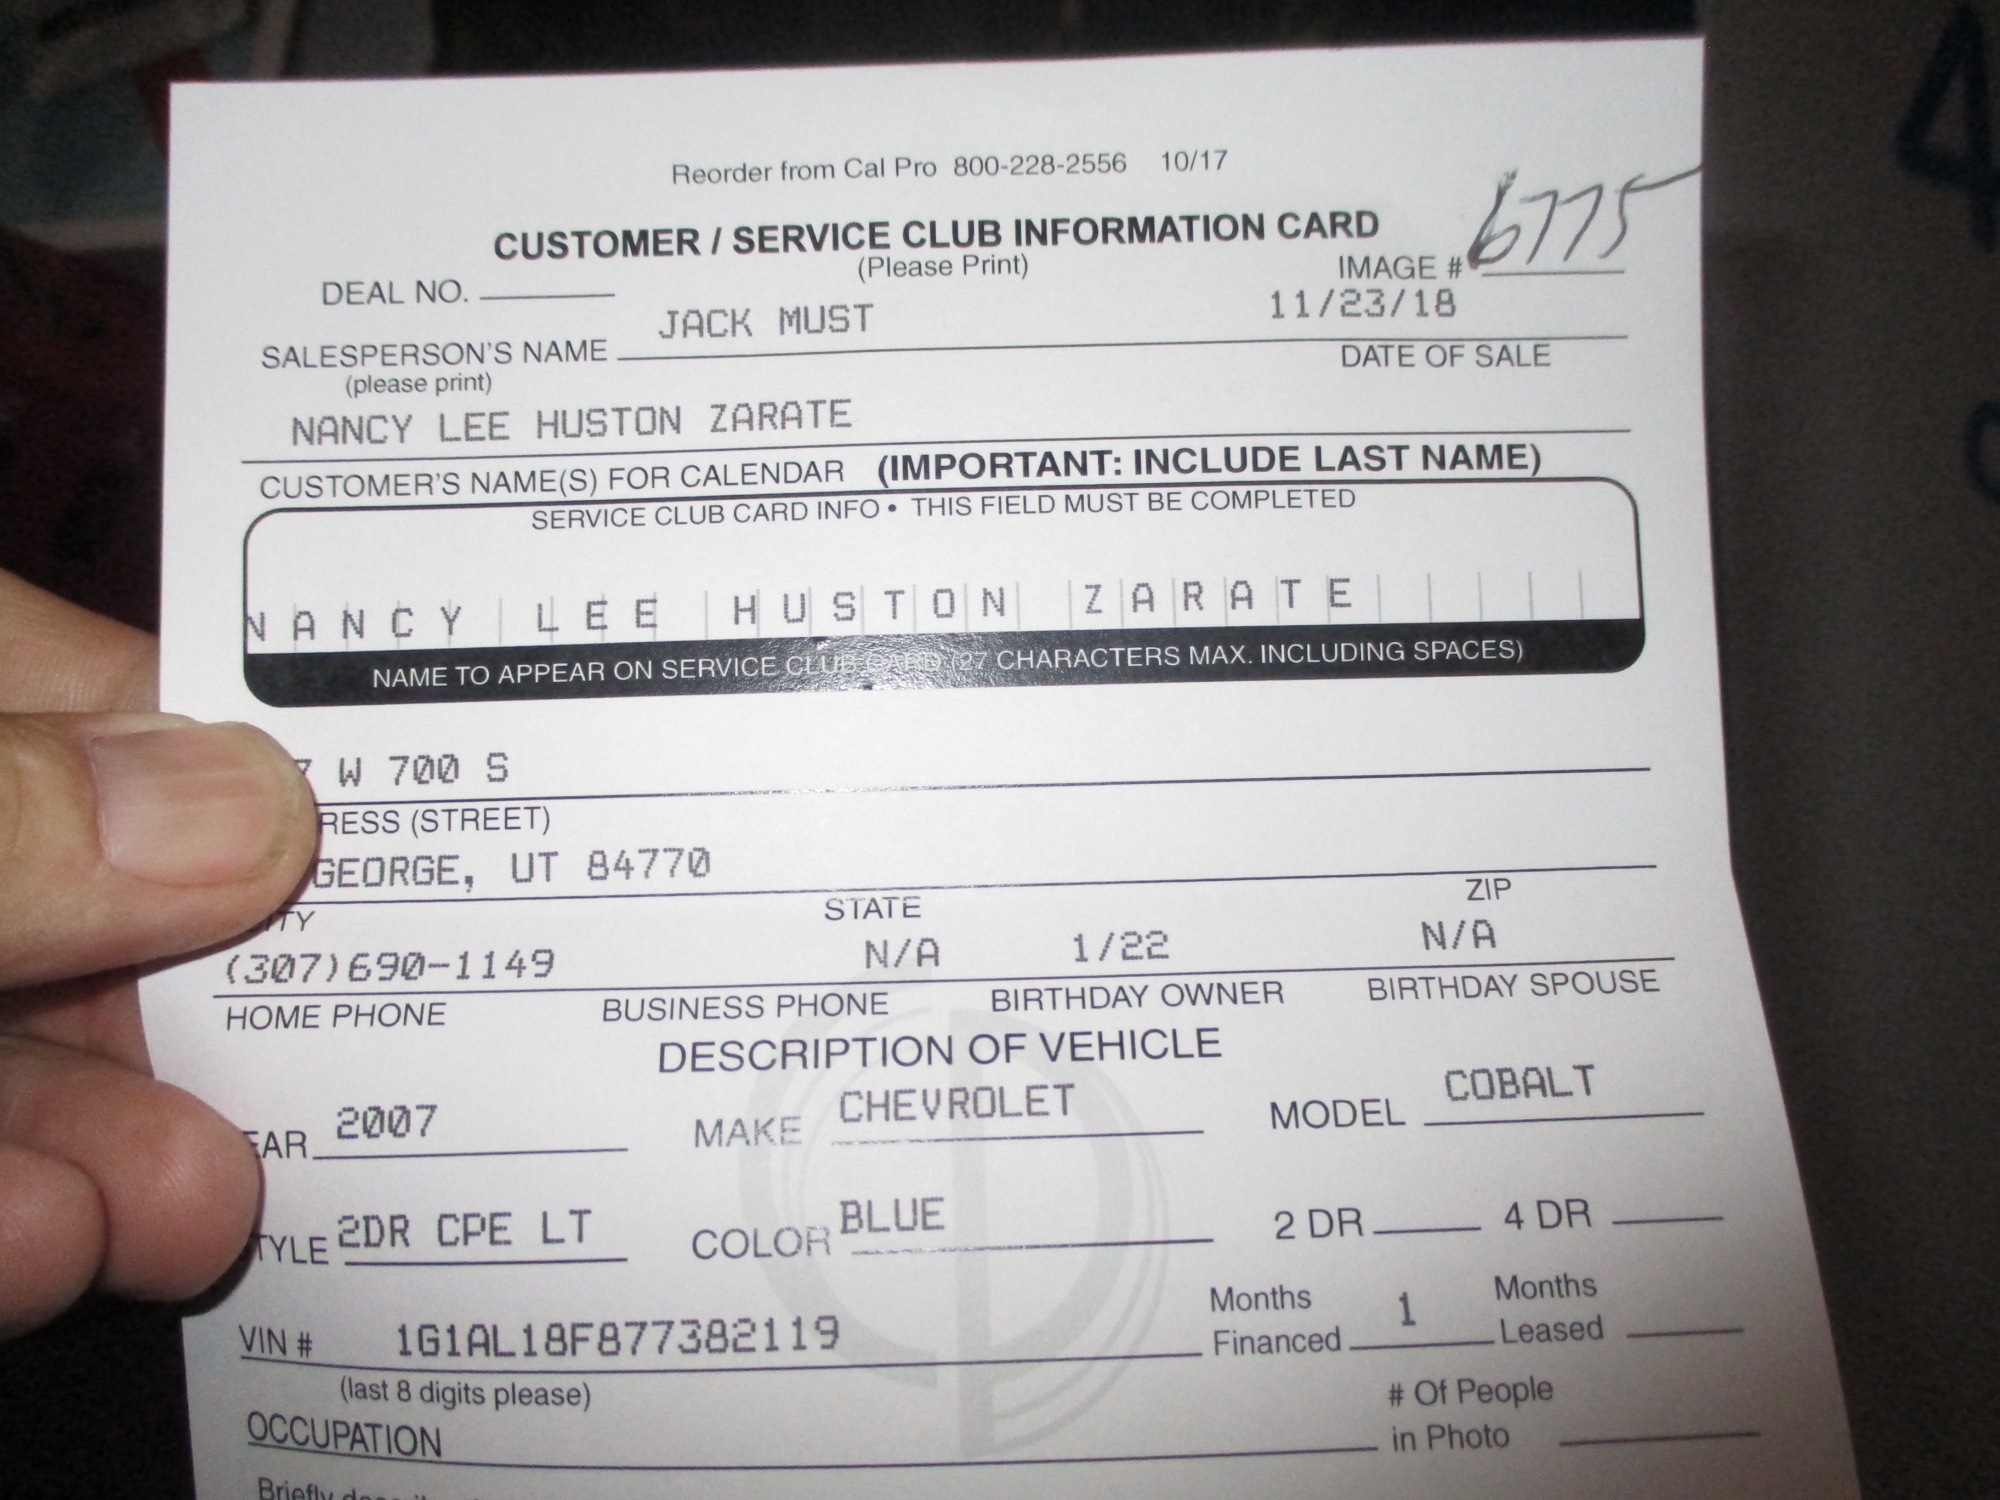 Reorder from Cal Pro 800-228-2556 10/17
CUSTOMER / SERVICE CLUB INFORMATION CARD
(Please Print)
IMAGE # 6775
DEAL NO.
JACK MUST
11/23/18
SALESPERSON'S NAME
DATE OF SALE
(please print)
NANCY LEE HUSTON ZARATE
CUSTOMER'S NAME(S) FOR CALENDAR (IMPORTANT: INCLUDE LAST NAME)
SERVICE CLUB CARD INFO • THIS FIELD MUST BE COMPLETED
NANCY LEE HUSTON ZARATE
NAME TO APPEAR ON SERVICE CLUB CARD (27 CHARACTERS MAX. INCLUDING SPACES)
7 W 700 S
RESS (STREET)
GEORGE, UT 84770
TY STATE ZIP
(307)690-1149 N/A 1/22 N/A
HOME PHONE BUSINESS PHONE BIRTHDAY OWNER BIRTHDAY SPOUSE
DESCRIPTION OF VEHICLE
EAR 2007 MAKE CHEVROLET MODEL COBALT
TYLE 2DR CPE LT COLOR BLUE 2 DR 4 DR
VIN # 1G1AL18F877382119
Months Financed 1 Months Leased
(last 8 digits please)
# Of People in Photo
OCCUPATION
Briefly